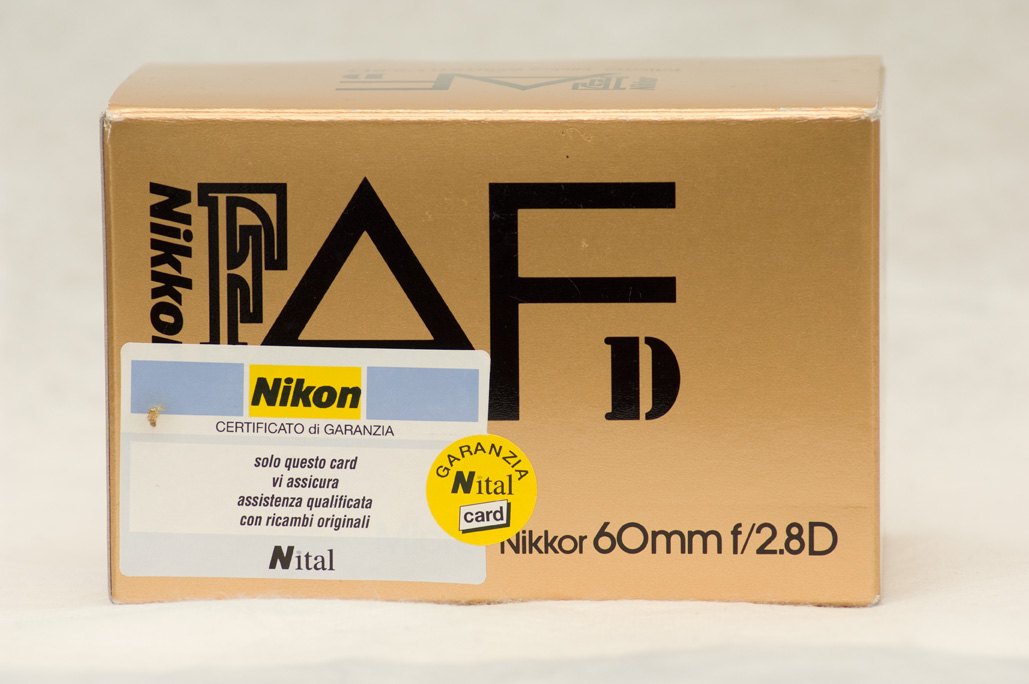 Nikkor
AF
D
Nikon
CERTIFICATO di GARANZIA
solo questo card
vi assicura
assistenza qualificata
con ricambi originali
Nital
GARANZIA
Nital
card
Nikkor 60mm f/2.8D